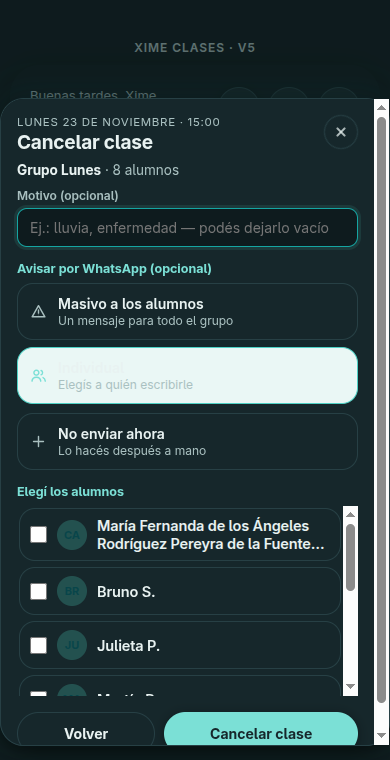 XIME CLASES · V5
Buenas tardes, Xime
LUNES 23 DE NOVIEMBRE · 15:00
Cancelar clase
Grupo Lunes · 8 alumnos
Motivo (opcional)
Ej.: lluvia, enfermedad — podés dejarlo vacío
Avisar por WhatsApp (opcional)
Masivo a los alumnos
Un mensaje para todo el grupo
Individual
Elegís a quién escribirle
No enviar ahora
Lo hacés después a mano
Elegí los alumnos
CA
María Fernanda de los Ángeles
Rodríguez Pereyra de la Fuente...
BR
Bruno S.
JU
Julieta P.
Volver
Cancelar clase